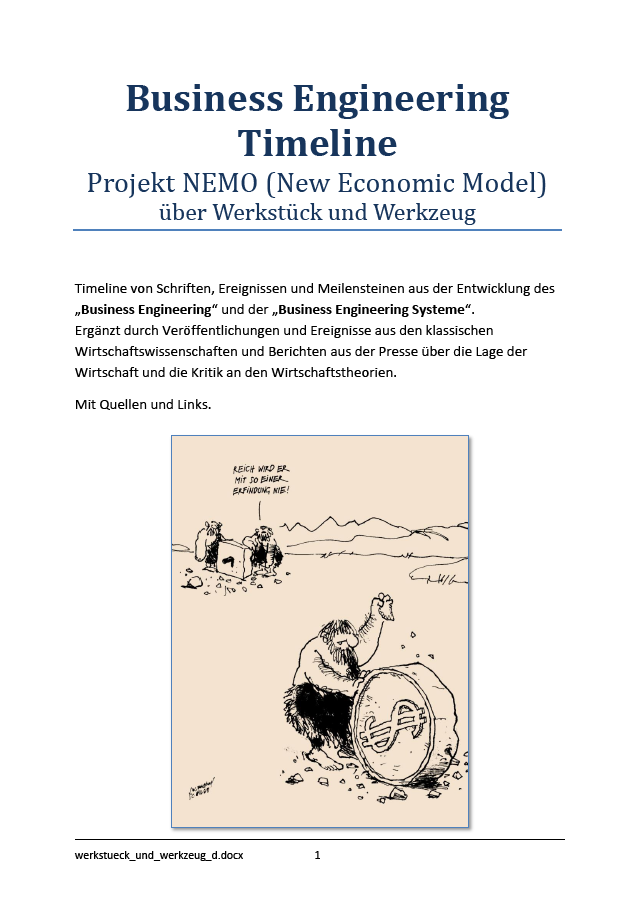 Business Engineering
Timeline
Projekt NEMO (New Economic Model)
über Werkstück und Werkzeug
Timeline von Schriften, Ereignissen und Meilensteinen aus der Entwicklung des
„Business Engineering“ und der „Business Engineering Systeme“.
Ergänzt durch Veröffentlichungen und Ereignisse aus den klassischen
Wirtschaftswissenschaften und Berichten aus der Presse über die Lage der
Wirtschaft und die Kritik an den Wirtschaftstheorien.
Mit Quellen und Links.
REICH WIRD ER
MIT SO EINER
ERFINDUNG NIE!
$
werkstueck_und_werkzeug_d.docx 1